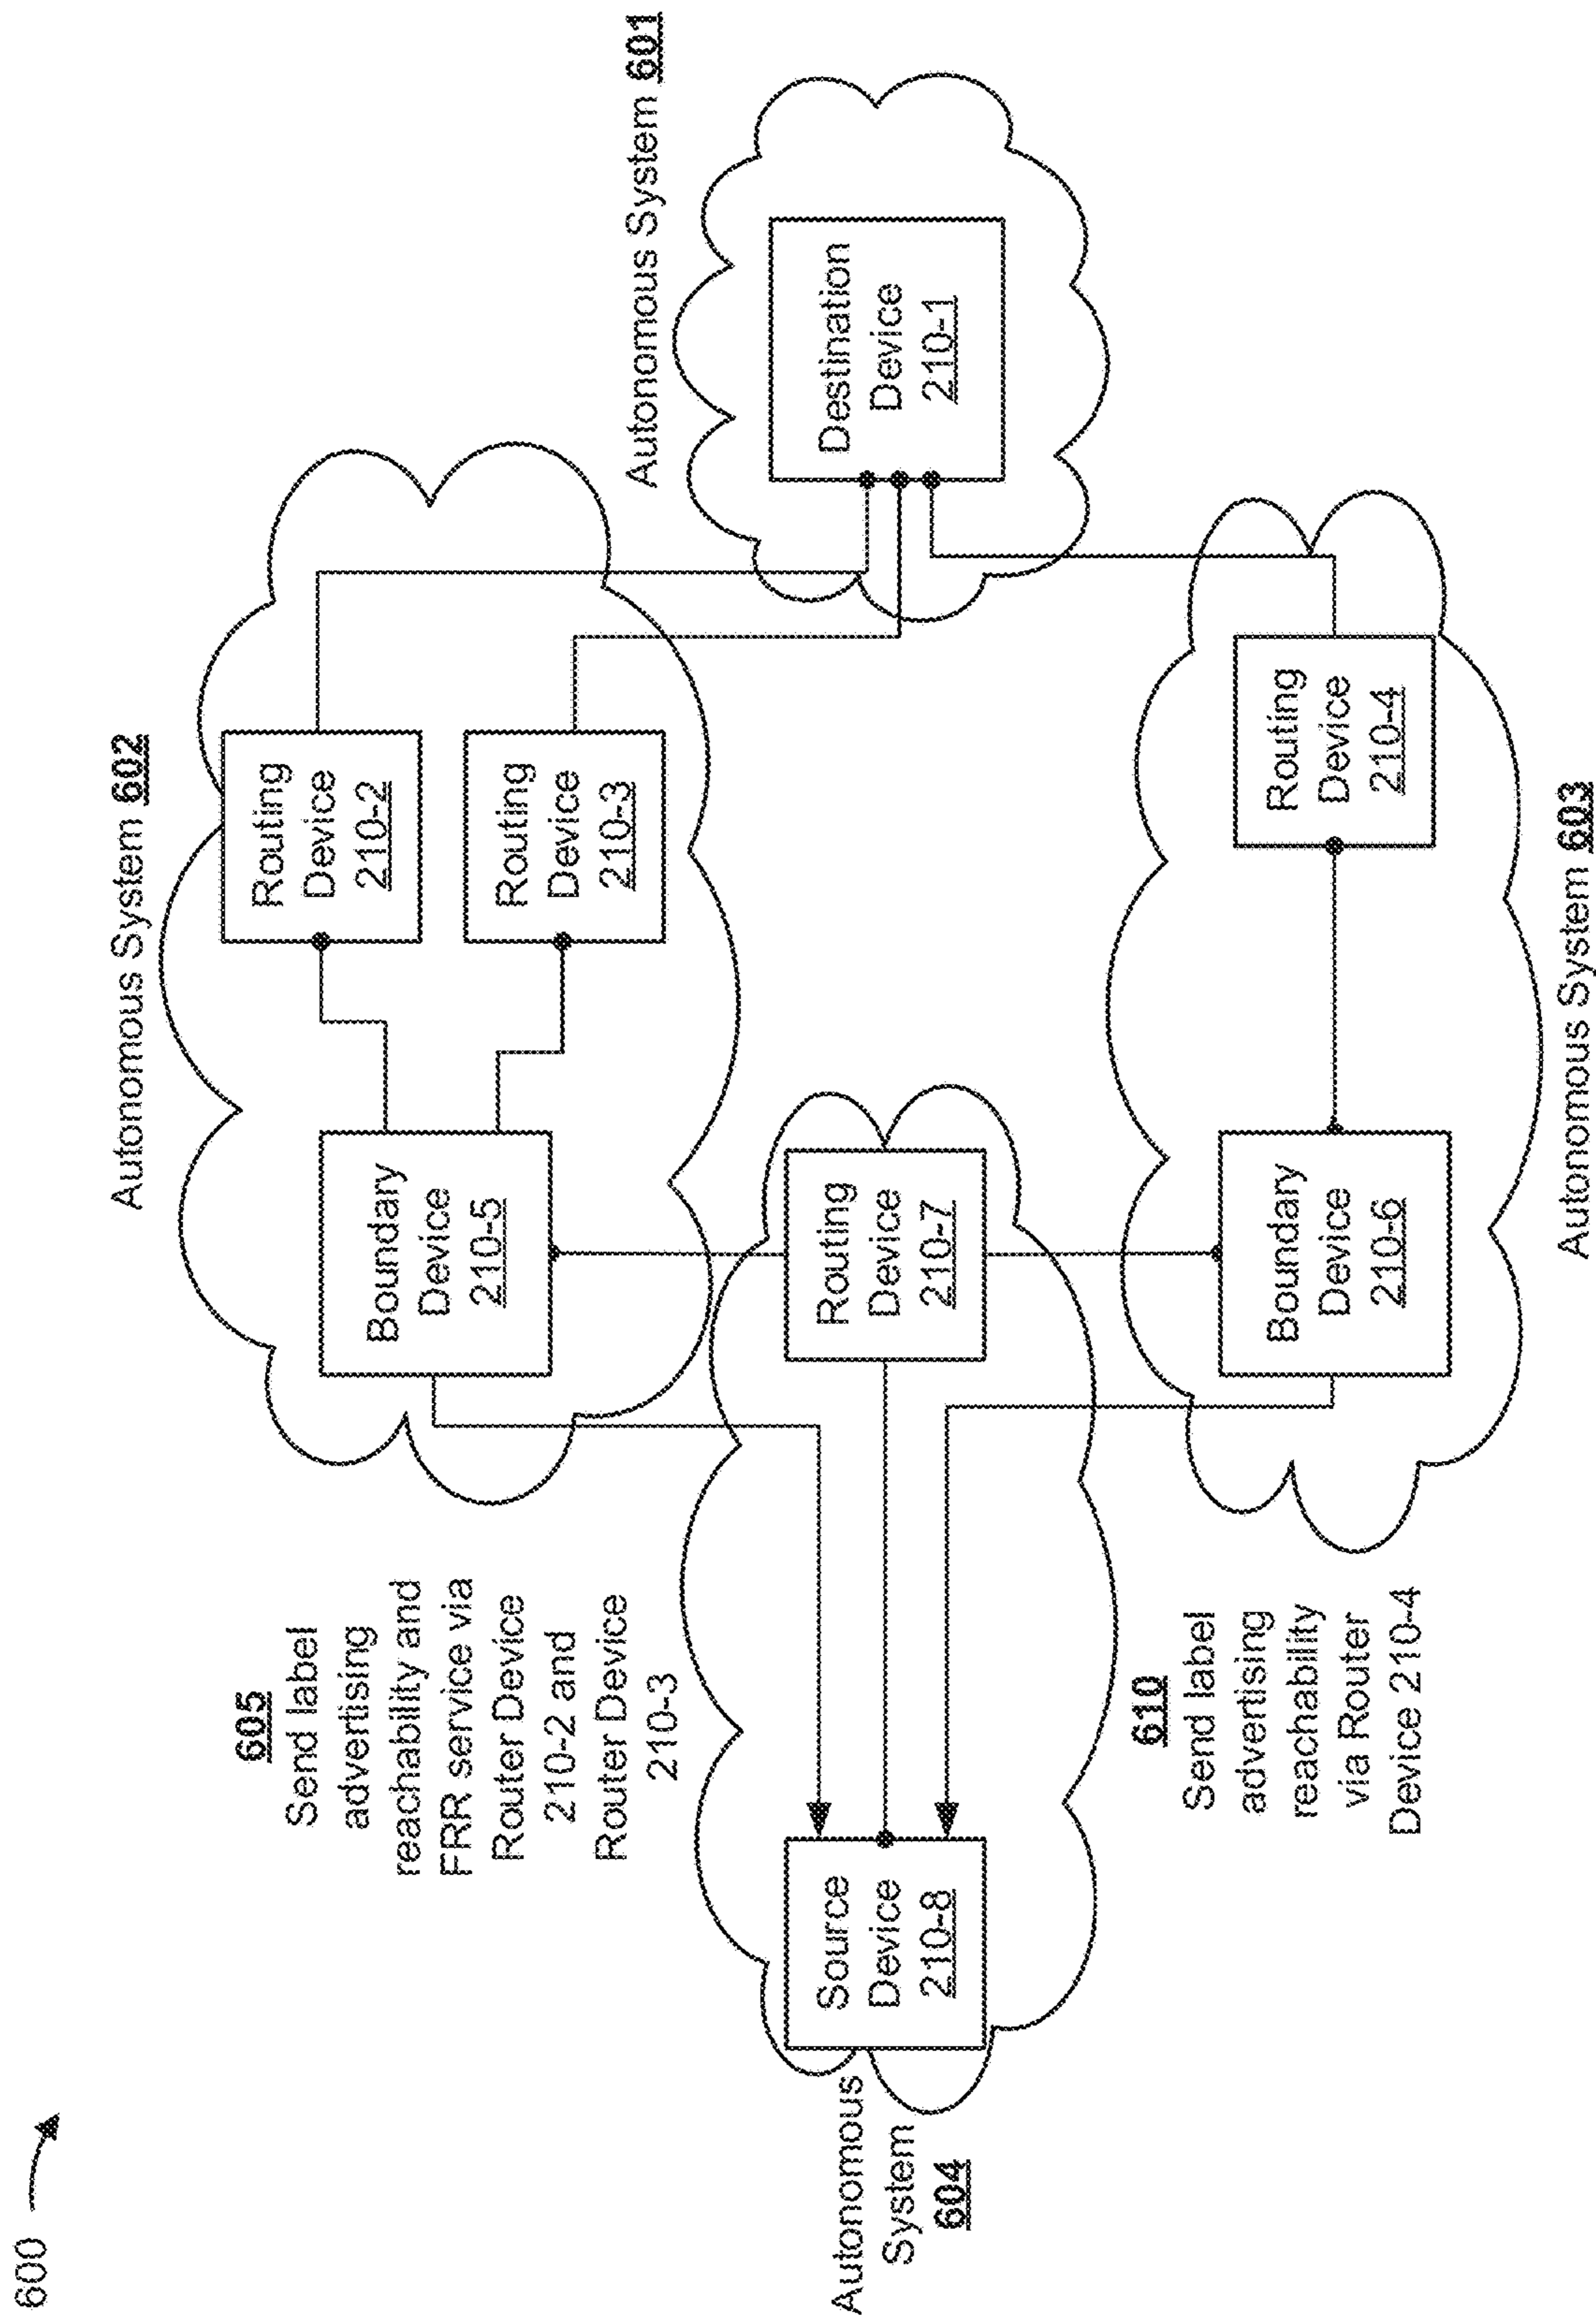 600
Autonomous System 602
Autonomous System 601
605
Send label
advertising
reachability and
FRR service via
Router Device
210-2 and
Router Device
210-3
Boundary
Device
210-5
Routing
Device
210-2
Routing
Device
210-3
Autonomous
System
604
Source
Device
210-8
Routing
Device
210-7
Destination
Device
210-1
610
Send label
advertising
reachability
via Router
Device 210-4
Boundary
Device
210-6
Routing
Device
210-4
Autonomous System 603